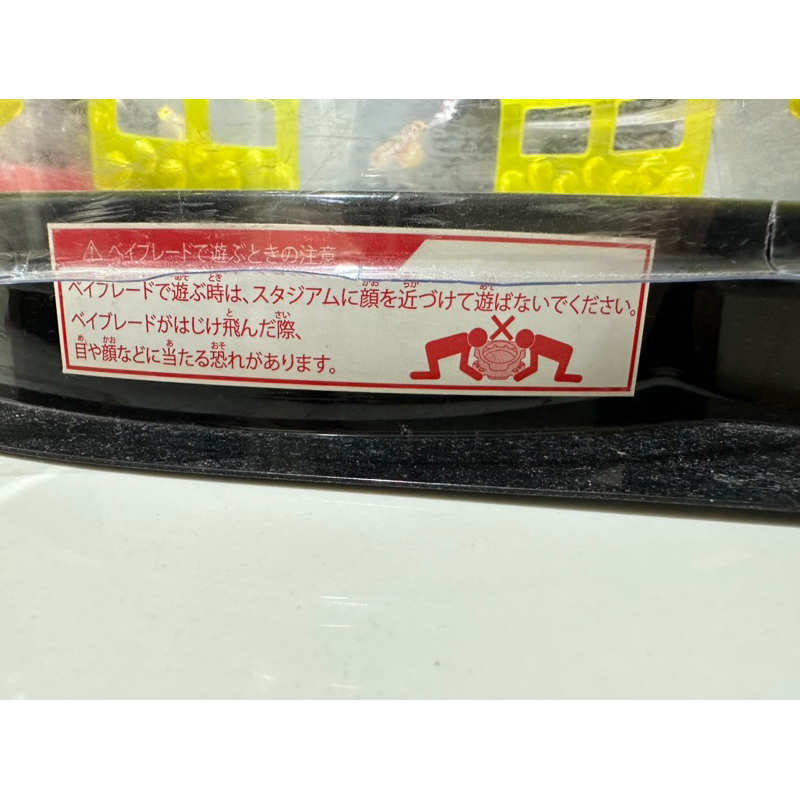 ⚠ベイブレードで遊ぶときの注意
ベイブレードで遊ぶ時は、スタジアムに顔を近づけて遊ばないでください。
ベイブレードがはじけ飛んだ際、
目や顔などに当たる恐れがあります。